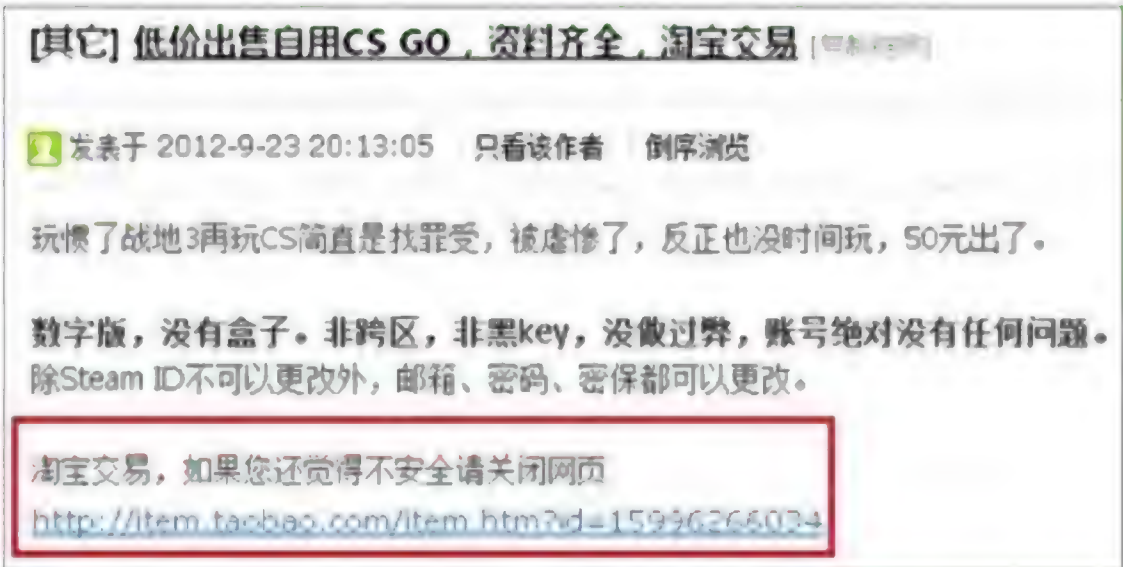 [其它] 低价出售自用CS GO，资料齐全，淘宝交易
发表于 2012-9-23 20:13:05 只看该作者 倒序浏览
玩惯了战地3再玩CS简直是找罪受，被虐惨了，反正也没时间玩，50元出了。
数字版，没有盒子。非跨区，非黑key，没做过弊，账号绝对没有任何问题。
除Steam ID不可以更改外，邮箱、密码、密保都可以更改。
淘宝交易，如果您还觉得不安全请关闭网页
http://item.taobao.com/item.htm?id=15996266034